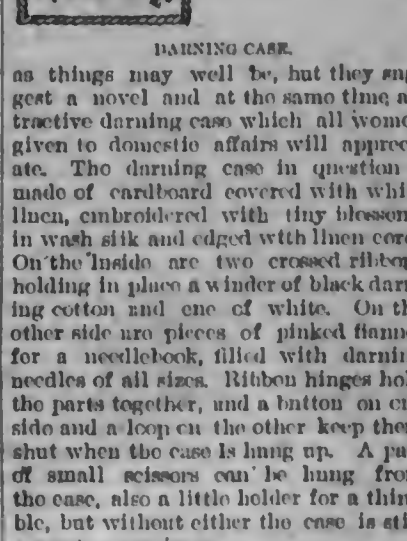 DARNING CASE.
as things may well be, but they sug
gest a novel and at the same time a
tractive darning case which all wome
given to domestic affairs will apprec
ate. The darning case in question
made of cardboard covered with whi
linen, embroidered with tiny blossom
in wash silk and edged with linen cord
On the inside are two crossed ribbon
holding in place a winder of black darn
ing cotton and one of white. On th
other side are pieces of pinked flanne
for a needlebook, filled with darnin
needles of all sizes. Ribbon hinges hol
the parts together, and a button on on
side and a loop on the other keep them
shut when the case is hung up. A pa
of small scissors can be hung from
the case, also a little holder for a thim
ble, but without either the case is sti